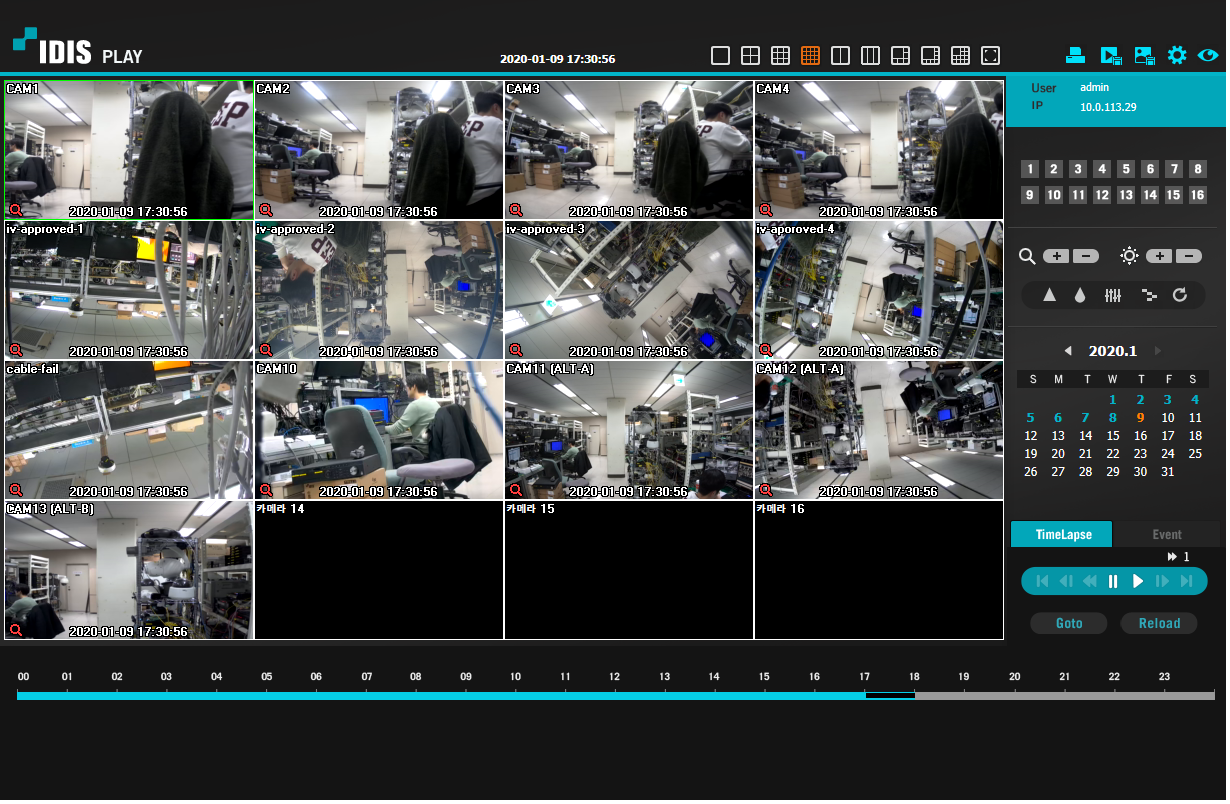 IDIS PLAY
2020-01-09 17:30:56
User admin
IP 10.0.113.29
CAM1
CAM2
CAM3
CAM4
2020-01-09 17:30:56
2020-01-09 17:30:56
2020-01-09 17:30:56
2020-01-09 17:30:56
1 2 3 4 5 6 7 8
9 10 11 12 13 14 15 16
iv-approved-1
iv-approved-2
iv-approved-3
iv-aporoved-4
2020-01-09 17:30:56
2020-01-09 17:30:56
2020-01-09 17:30:56
2020-01-09 17:30:56
2020.1
S M T W T F S
1 2 3 4
5 6 7 8 9 10 11
12 13 14 15 16 17 18
19 20 21 22 23 24 25
26 27 28 29 30 31
cable-fail
CAM10
CAM11 (ALT-A)
CAM12 (ALT-A)
2020-01-09 17:30:56
2020-01-09 17:30:56
2020-01-09 17:30:56
2020-01-09 17:30:56
CAM13 (ALT-B)
카메라 14
카메라 15
카메라 16
2020-01-09 17:30:56
TimeLapse Event
1
Goto Reload
00 01 02 03 04 05 06 07 08 09 10 11 12 13 14 15 16 17 18 19 20 21 22 23